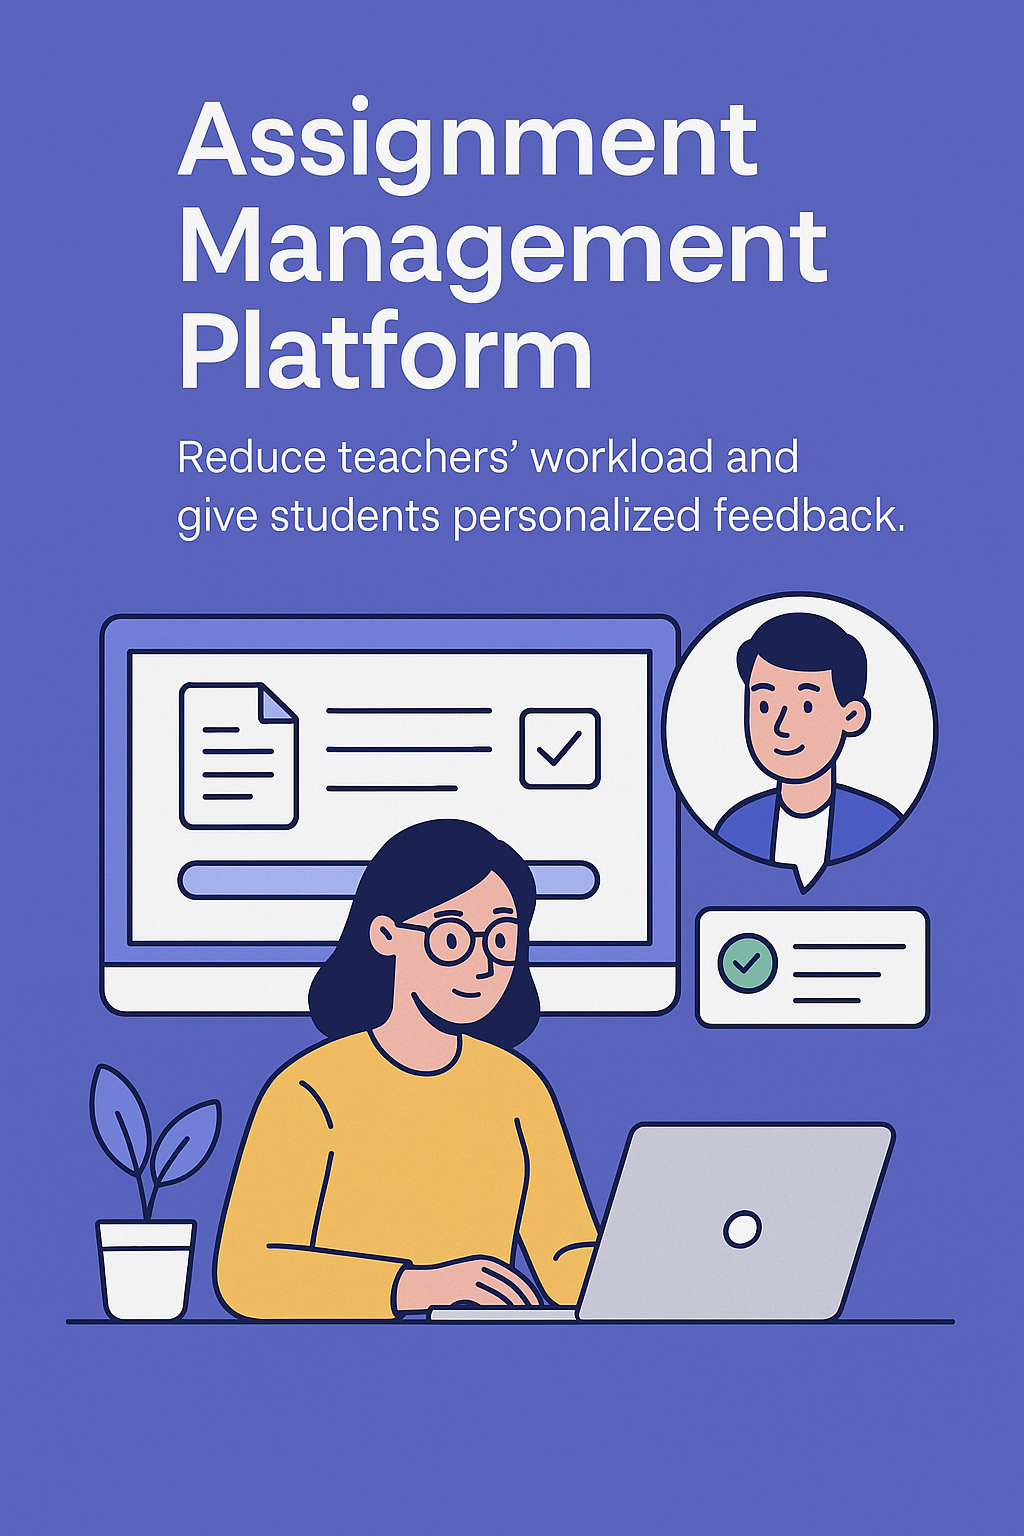 Assignment
Management
Platform
Reduce teachers’ workload and
give students personalized feedback.